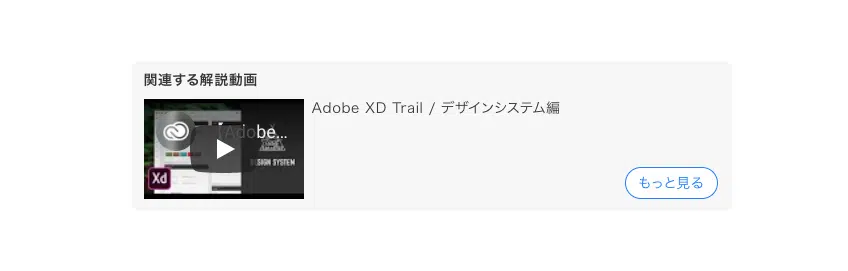 関連する解説動画
Adobe XD Trail / デザインシステム編
【Adobe...
DESIGN SYSTEM
Xd
もっと見る